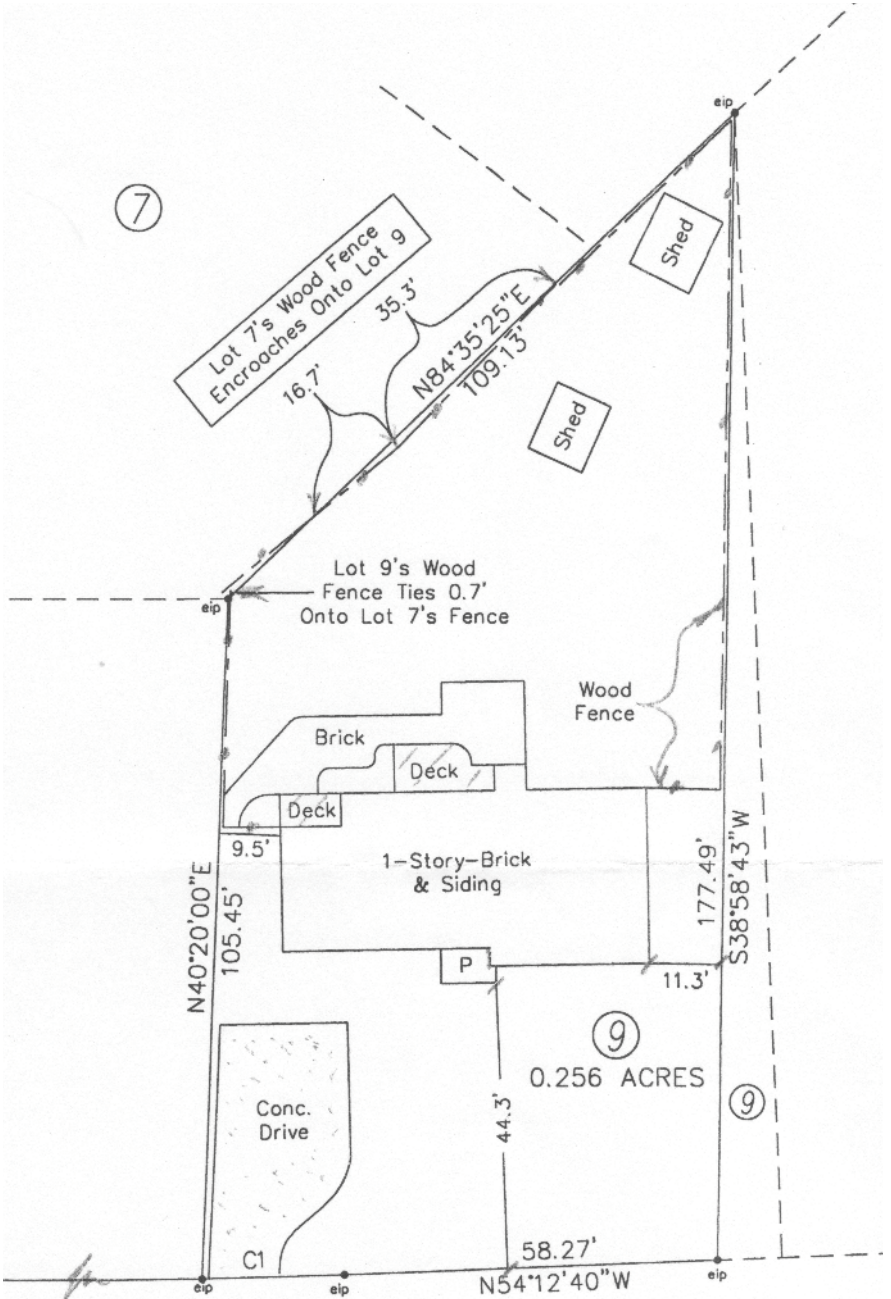 eip
7
Lot 7's Wood Fence
Encroaches Onto Lot 9
35.3'
16.7'
N84°35'25"E
109.13'
Shed
Shed
Lot 9's Wood
Fence Ties 0.7'
Onto Lot 7's Fence
eip
Wood
Fence
Brick
Deck
Deck
9.5'
1-Story-Brick
& Siding
177.49'
S38°58'43"W
N40°20'00"E
105.45'
P
11.3'
9
0.256 ACRES
9
44.3'
Conc.
Drive
C1
58.27'
N54°12'40"W
eip
eip
eip